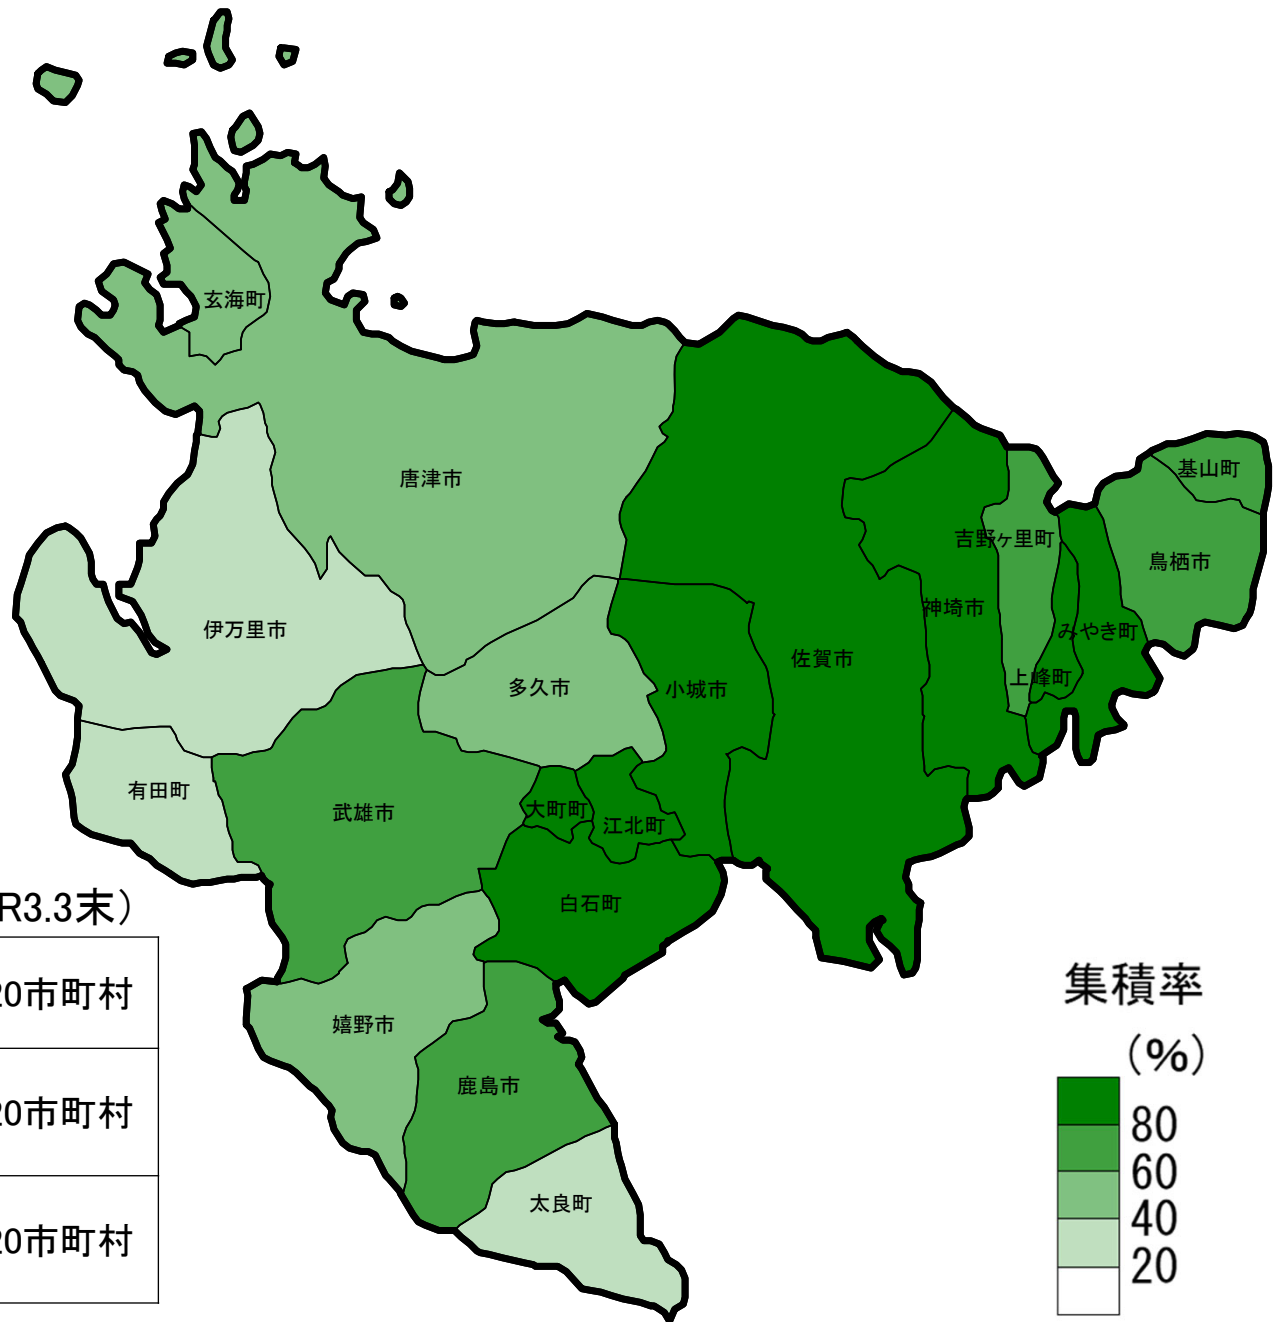 玄海町
唐津市
基山町
吉野ヶ里町
鳥栖市
神埼市
伊万里市
みやき町
佐賀市
上峰町
多久市
小城市
有田町
武雄市
大町町
江北町
白石町
R3.3末）
20市町村
20市町村
20市町村
嬉野市
鹿島市
太良町
集積率
（%）
80
60
40
20